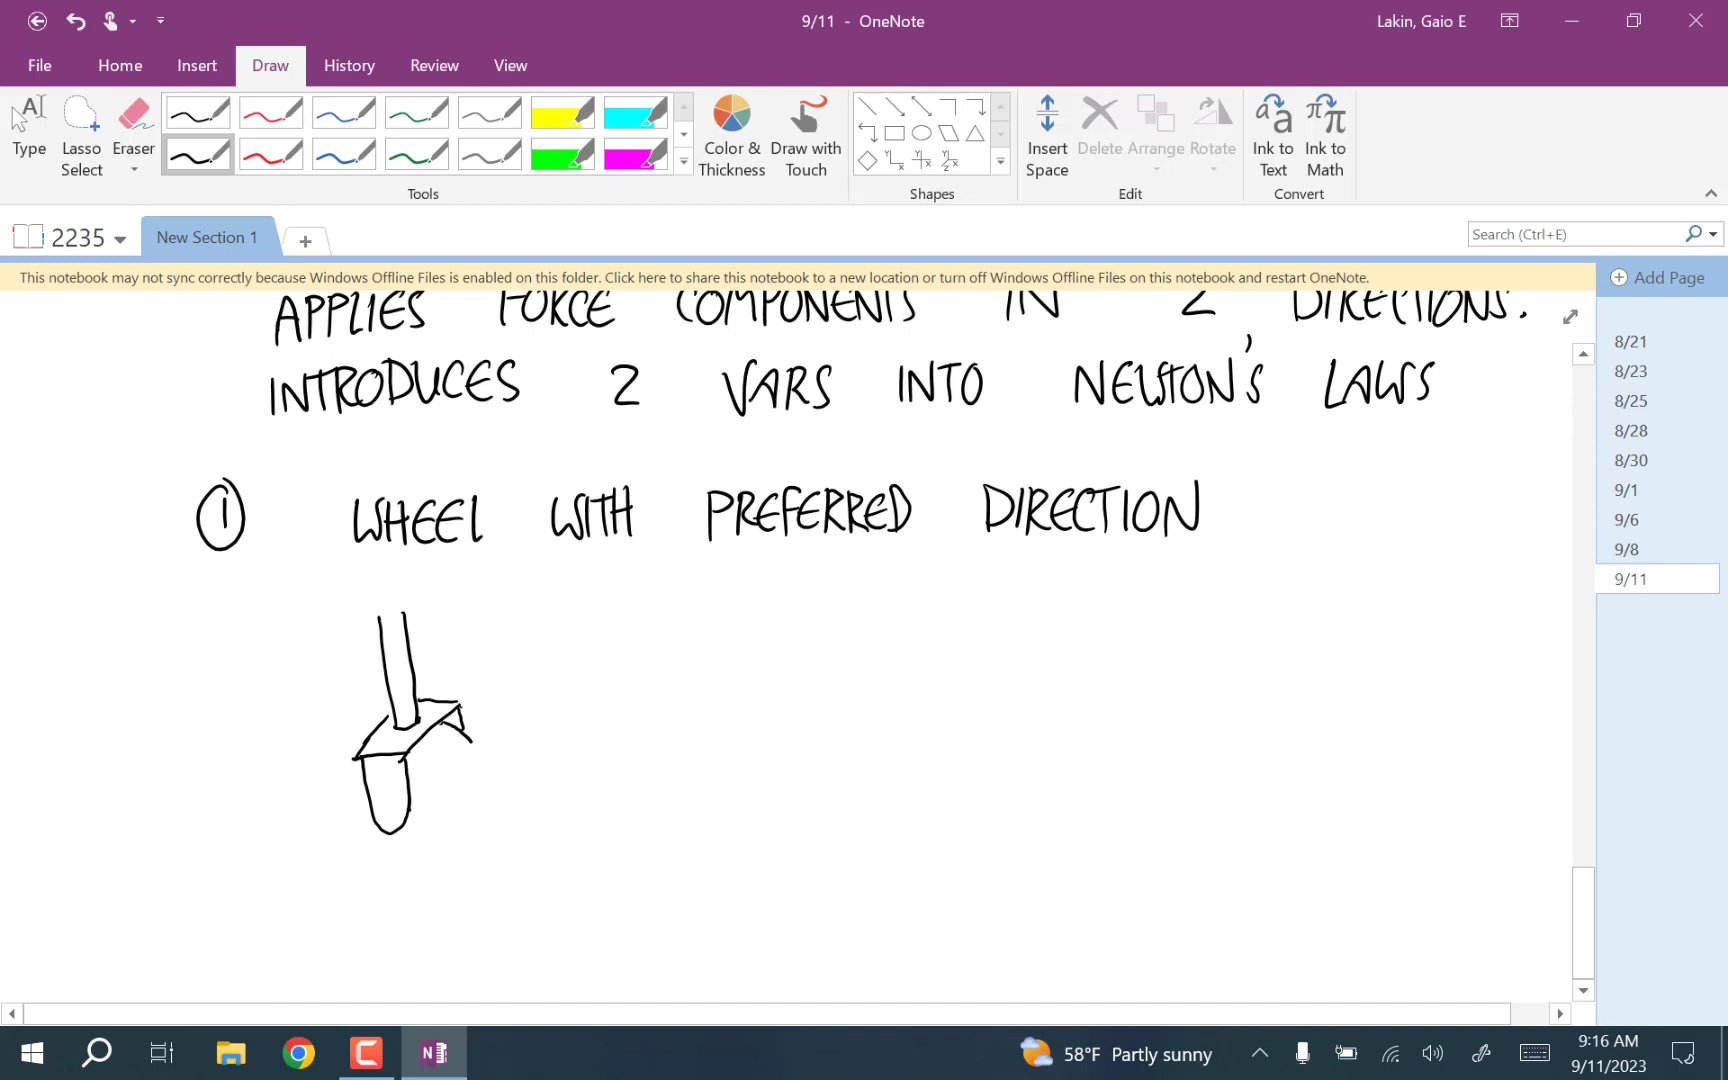 9/11 - OneNote
Lakin, Gaio E
File Home Insert Draw History Review View
Type
Lasso Select
Eraser
Color & Thickness
Draw with Touch
Insert Space
Delete Arrange Rotate
Ink to Text
Ink to Math
Tools
Shapes
Edit
Convert
2235
New Section 1
Search (Ctrl+E)
This notebook may not sync correctly because Windows Offline Files is enabled on this folder. Click here to share this notebook to a new location or turn off Windows Offline Files on this notebook and restart OneNote.
Add Page
8/21
8/23
8/25
8/28
8/30
9/1
9/6
9/8
9/11
APPLIES FORCE COMPONENTS IN 2 DIRECTIONS.
INTRODUCES 2 VARS INTO NEWTON'S LAWS
① WHEEL WITH PREFERRED DIRECTION
58°F Partly sunny
9:16 AM
9/11/2023